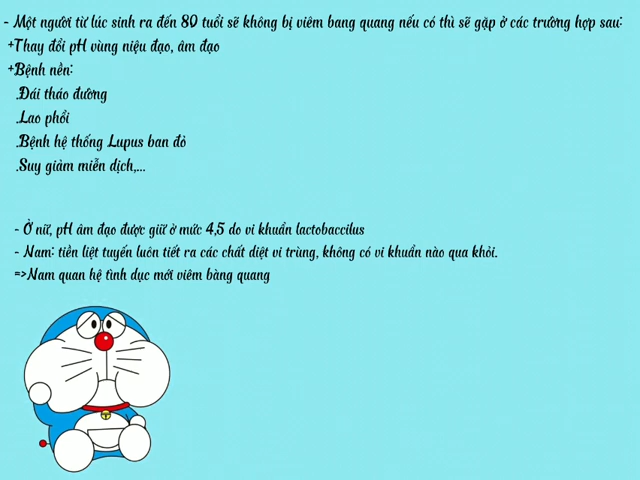 - Một người từ lúc sinh ra đến 80 tuổi sẽ không bị viêm bang quang nếu có thì sẽ gặp ở các trường hợp sau:
+Thay đổi pH vùng niệu đạo, âm đạo
+Bệnh nền:
.Đái tháo đường
.Lao phổi
.Bệnh hệ thống Lupus ban đỏ
.Suy giảm miễn dịch,...
- Ở nữ, pH âm đạo được giữ ở mức 4,5 do vi khuẩn lactobaccilus
- Nam: tiền liệt tuyến luôn tiết ra các chất diệt vi trùng, không có vi khuẩn nào qua khỏi.
=>Nam quan hệ tình dục mới viêm bàng quang